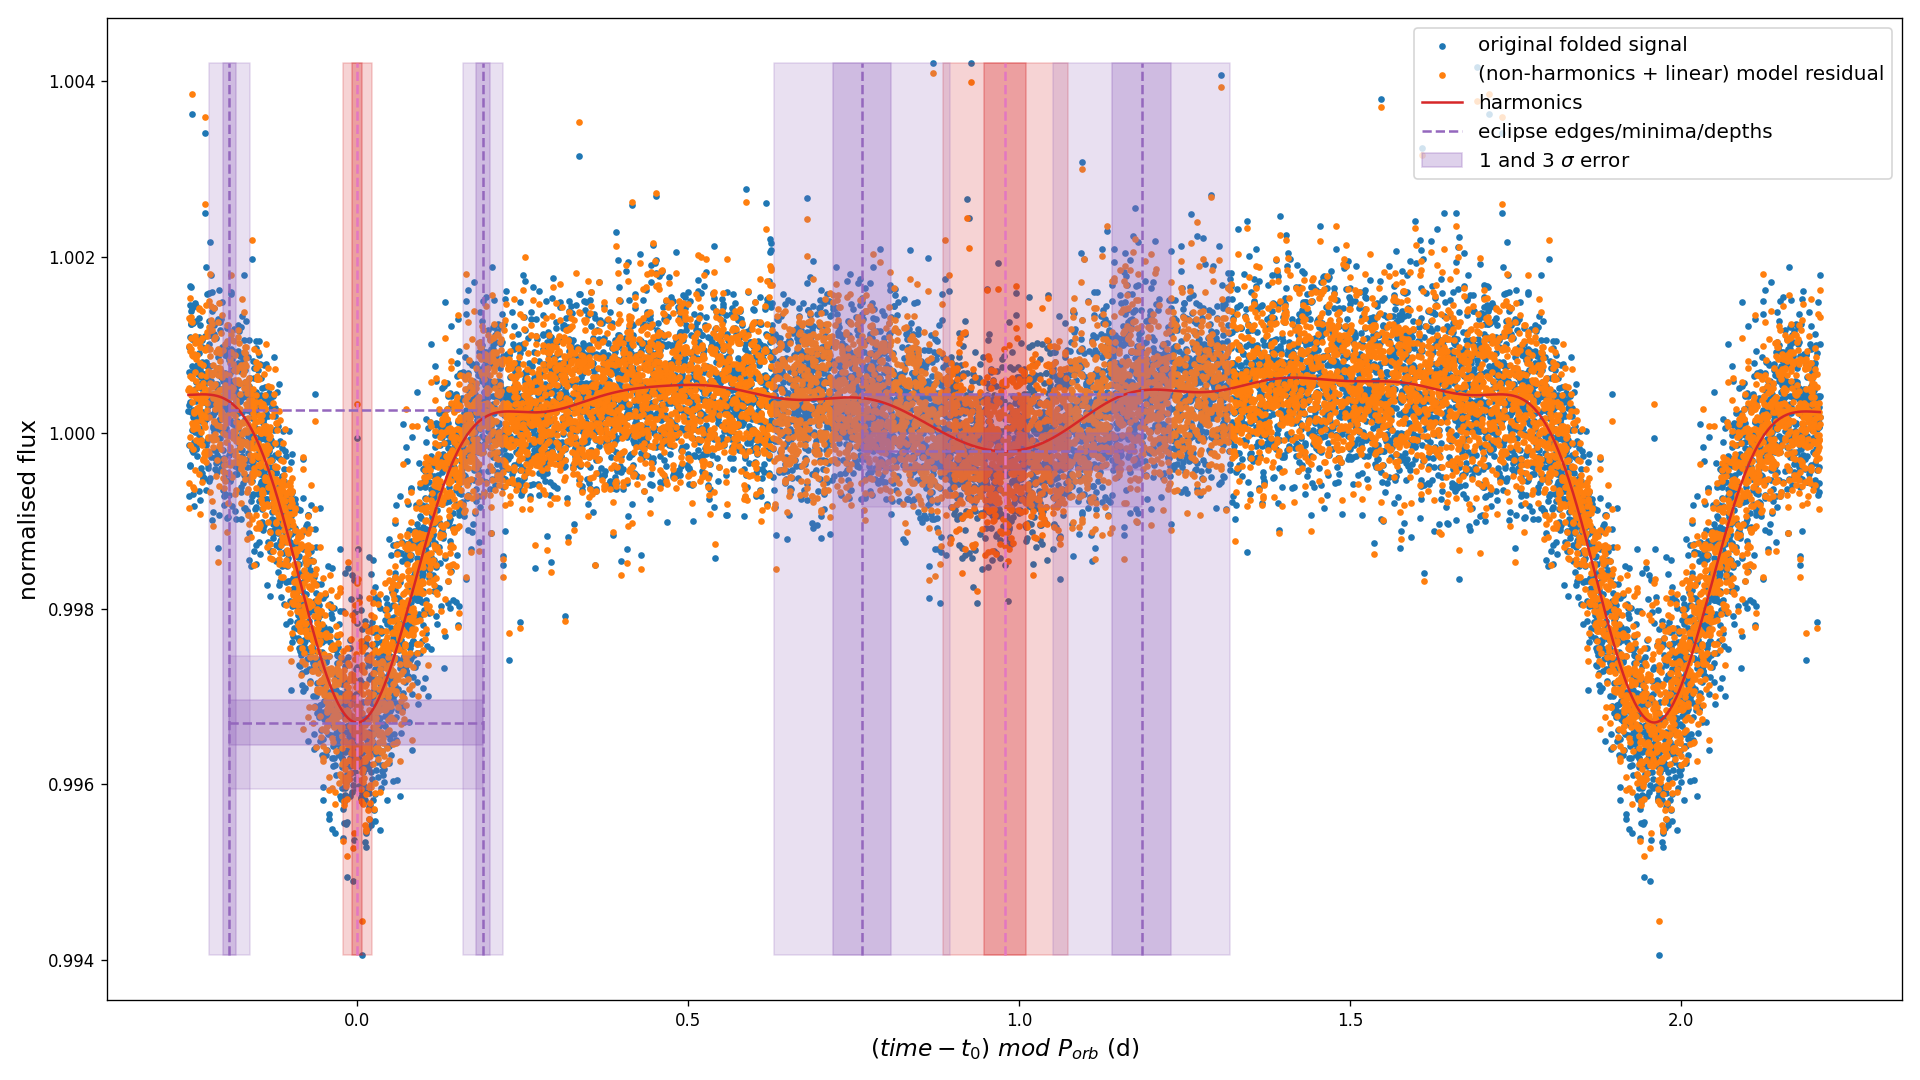 original folded signal
(non-harmonics + linear) model residual
harmonics
eclipse edges/minima/depths
1 and 3 σ error
normalised flux
1.004
1.002
1.000
0.998
0.996
0.994
0.0 0.5 1.0 1.5 2.0
(time − t₀) mod P_orb (d)